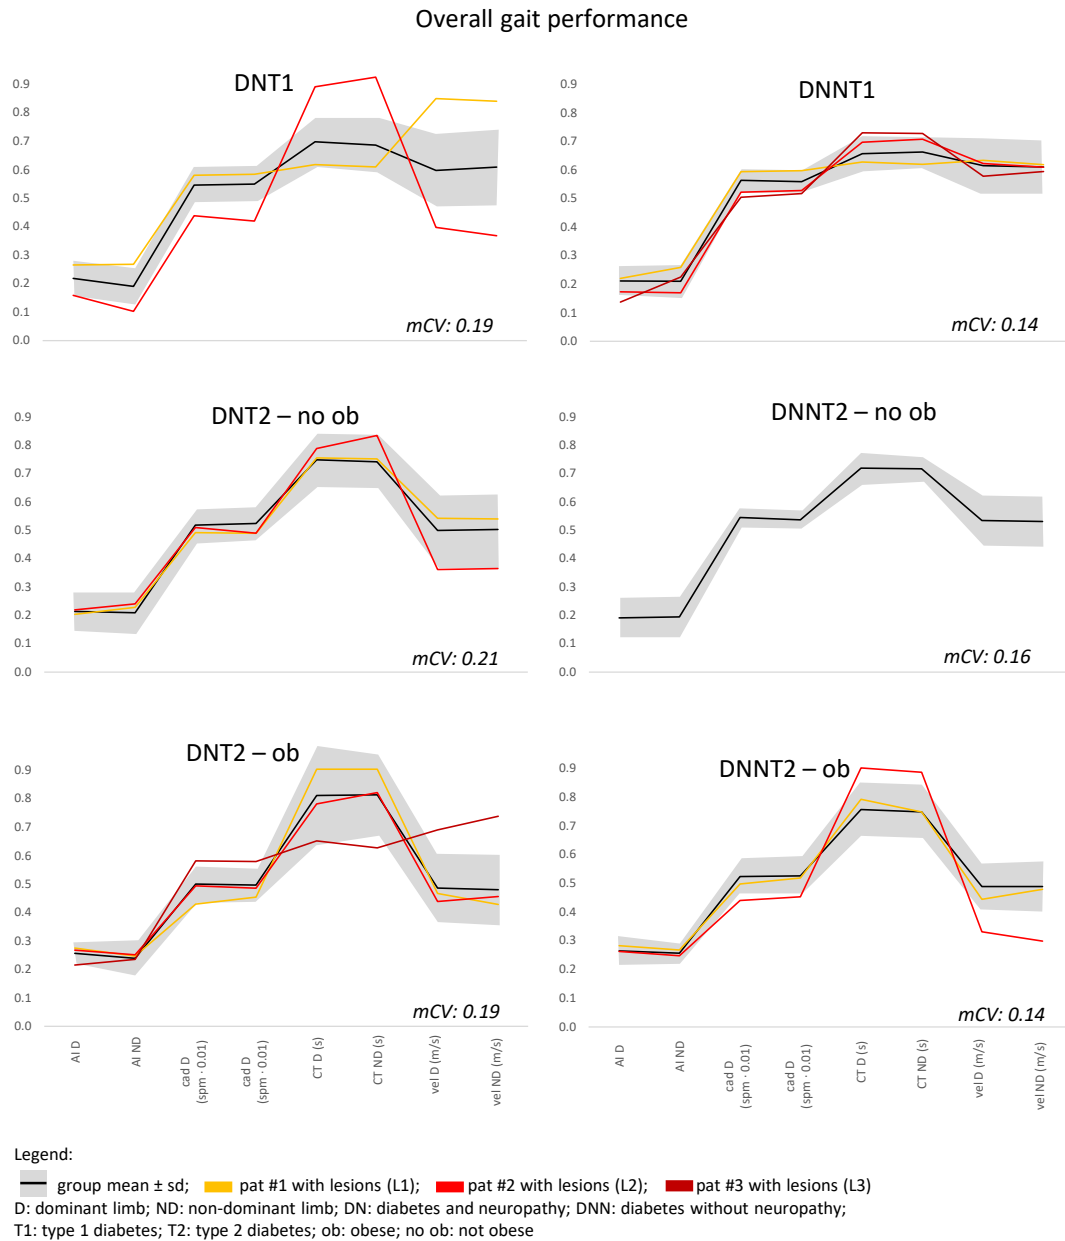 Overall gait performance
DNT1
0.9
0.8
0.7
0.6
0.5
0.4
0.3
0.2
0.1
0.0
mCV: 0.19
DNNT1
0.9
0.8
0.7
0.6
0.5
0.4
0.3
0.2
0.1
0.0
mCV: 0.14
DNT2 – no ob
0.9
0.8
0.7
0.6
0.5
0.4
0.3
0.2
0.1
0.0
mCV: 0.21
DNNT2 – no ob
0.9
0.8
0.7
0.6
0.5
0.4
0.3
0.2
0.1
0.0
mCV: 0.16
DNT2 – ob
0.9
0.8
0.7
0.6
0.5
0.4
0.3
0.2
0.1
0.0
mCV: 0.19
AI D
AI ND
cad D
(spm · 0.01)
cad D
(spm · 0.01)
CT D (s)
CT ND (s)
vel D (m/s)
vel ND (m/s)
DNNT2 – ob
0.9
0.8
0.7
0.6
0.5
0.4
0.3
0.2
0.1
0.0
mCV: 0.14
AI D
AI ND
cad D
(spm · 0.01)
cad D
(spm · 0.01)
CT D (s)
CT ND (s)
vel D (m/s)
vel ND (m/s)
Legend:
group mean ± sd; pat #1 with lesions (L1); pat #2 with lesions (L2); pat #3 with lesions (L3)
D: dominant limb; ND: non-dominant limb; DN: diabetes and neuropathy; DNN: diabetes without neuropathy;
T1: type 1 diabetes; T2: type 2 diabetes; ob: obese; no ob: not obese